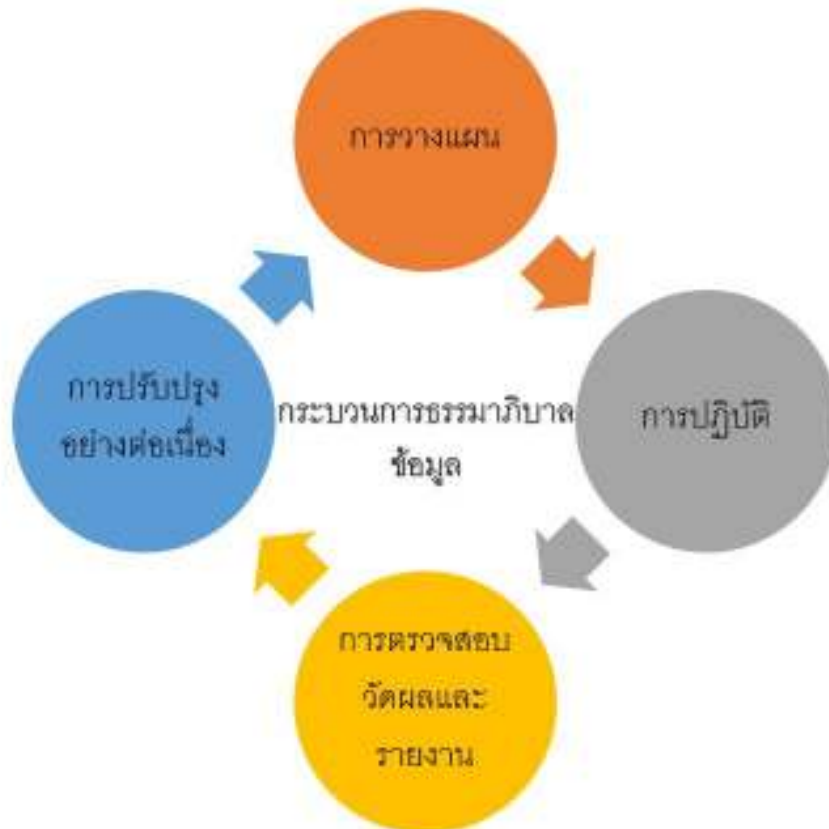 การวางแผน
การปฏิบัติ
การตรวจสอบ
วัดผลและ
รายงาน
การปรับปรุง
อย่างต่อเนื่อง
กระบวนการธรรมาภิบาล
ข้อมูล